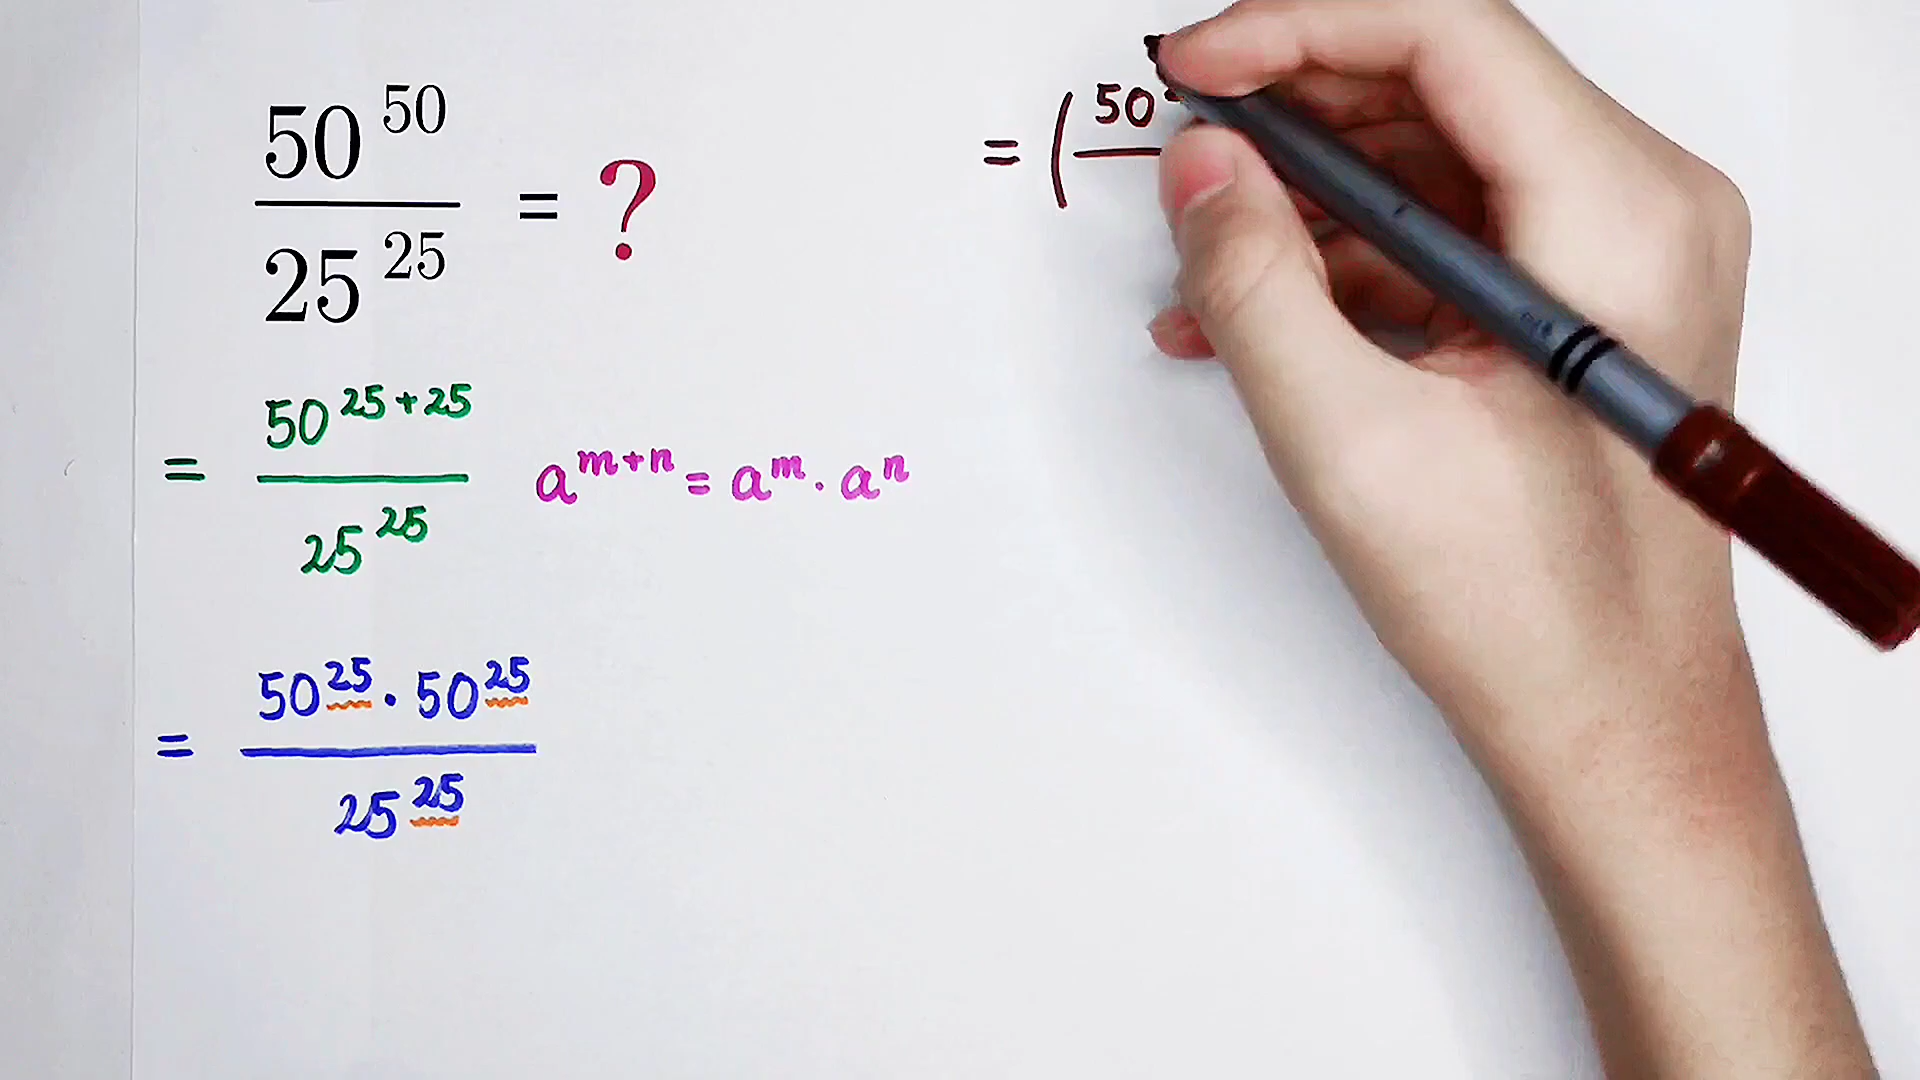 50^50 / 25^25 = ?
= 50^25+25 / 25^25 a^m+n = a^m · a^n
= 50^25 · 50^25 / 25^25
= ( 50